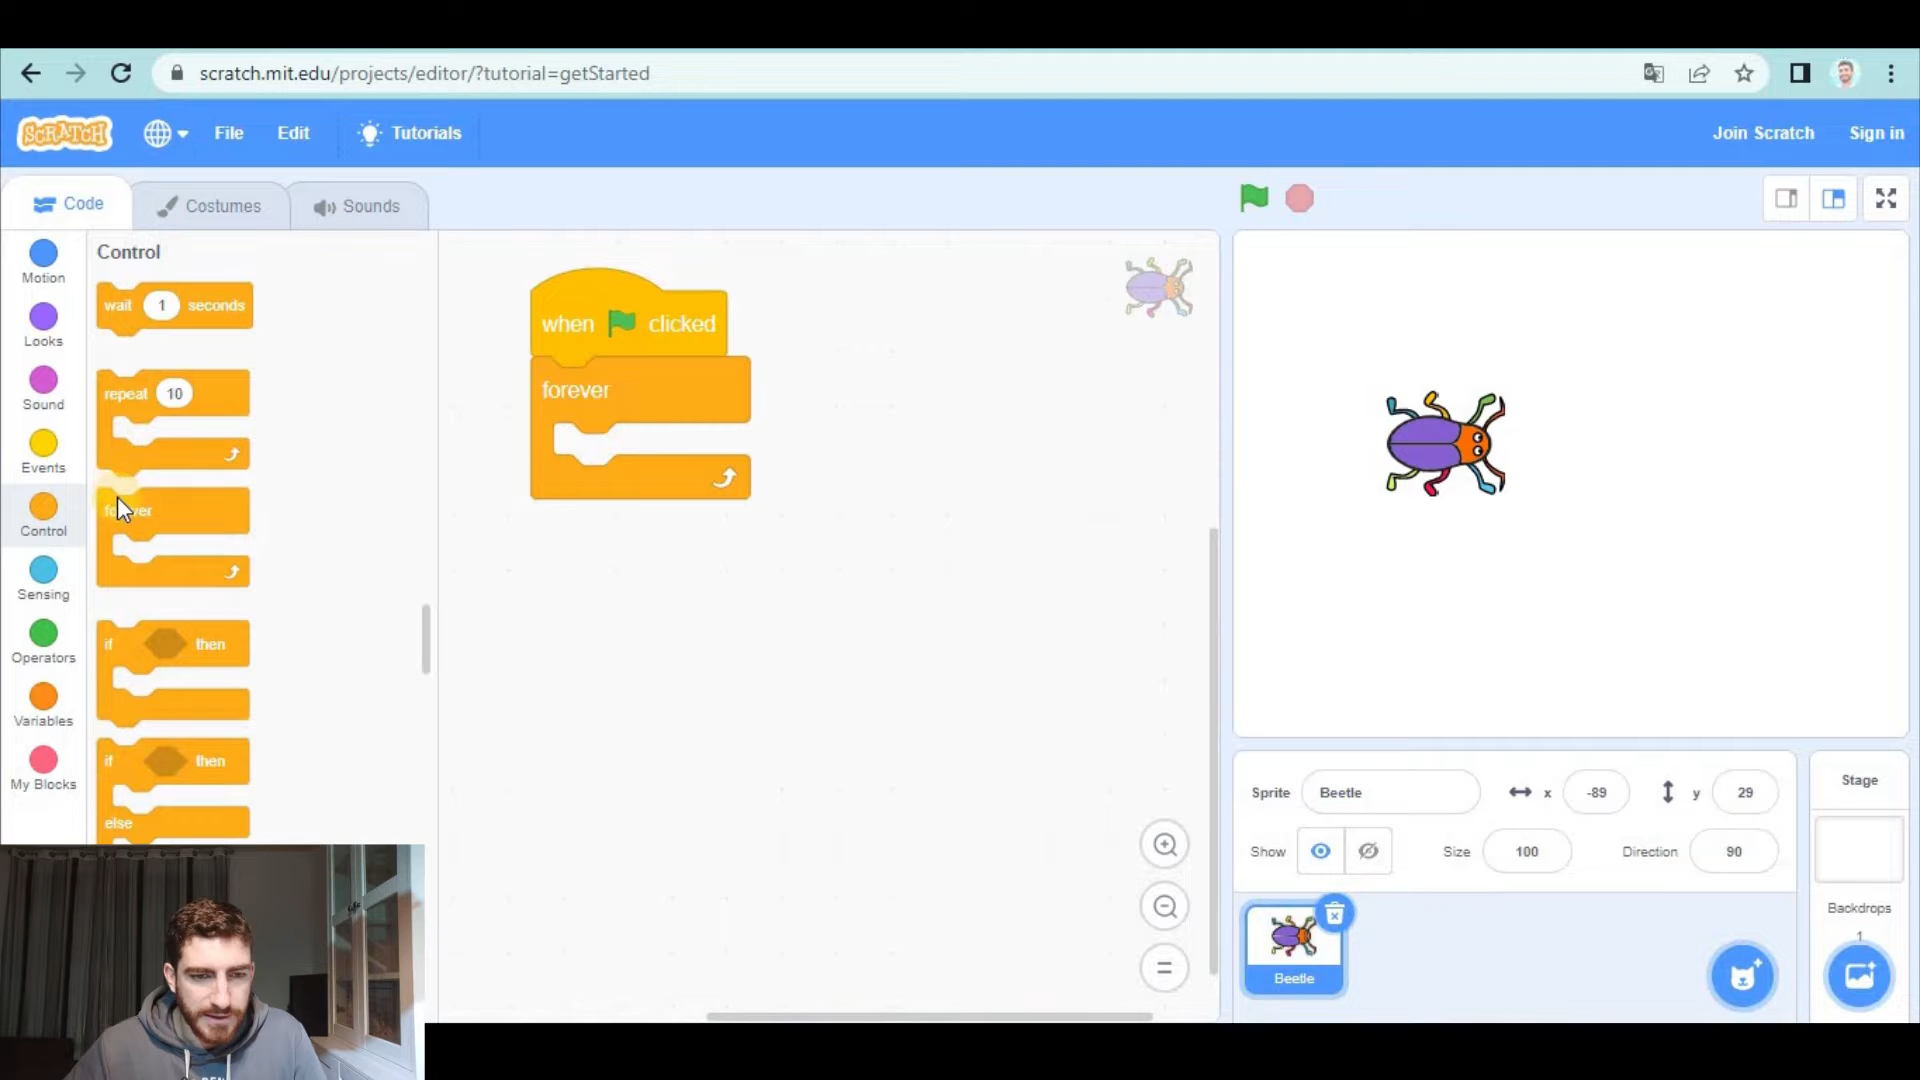 scratch.mit.edu/projects/editor/?tutorial=getStarted
SCRATCH
File
Edit
Tutorials
Join Scratch
Sign in
Code
Costumes
Sounds
Motion
Looks
Sound
Events
Control
Sensing
Operators
Variables
My Blocks
Control
wait 1 seconds
repeat 10
forever
if then
if then
else
when clicked
forever
Sprite Beetle x -89 y 29
Show Size 100 Direction 90
Beetle
Stage
Backdrops
1